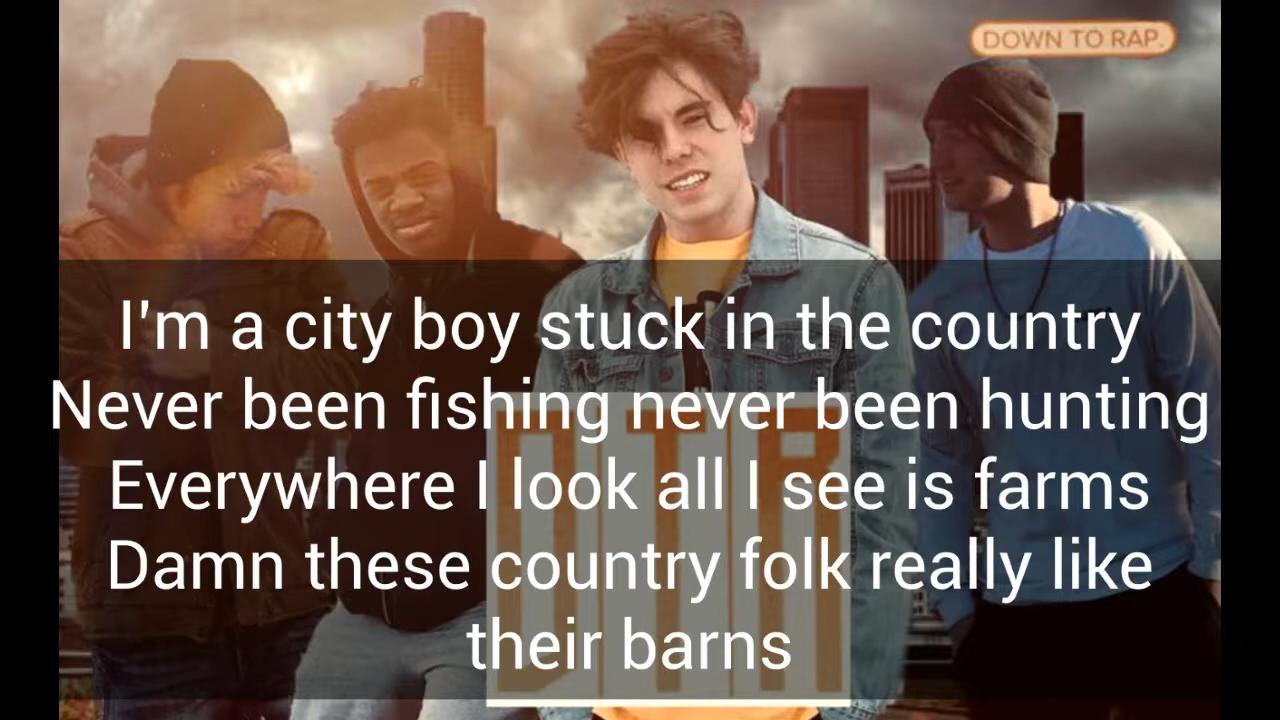 DOWN TO RAP.
I'm a city boy stuck in the country
Never been fishing never been hunting
Everywhere I look all I see is farms
Damn these country folk really like
their barns
DTR